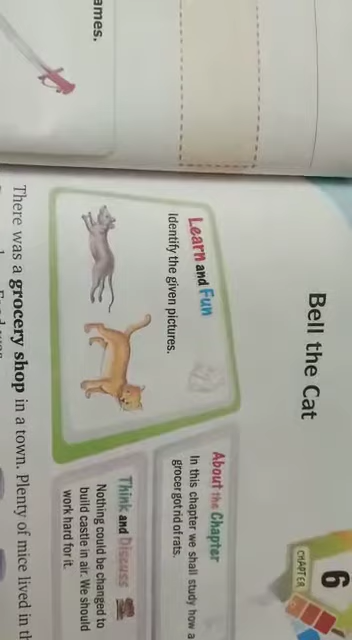 ames.
CHAPTER
6
Bell the Cat
Learn and Fun
Identify the given pictures.
About the Chapter
In this chapter we shall study how a
grocer got rid of rats.
Think and Discuss
Nothing could be changed to
build castle in air. We should
work hard for it.
There was a grocery shop in a town. Plenty of mice lived in th